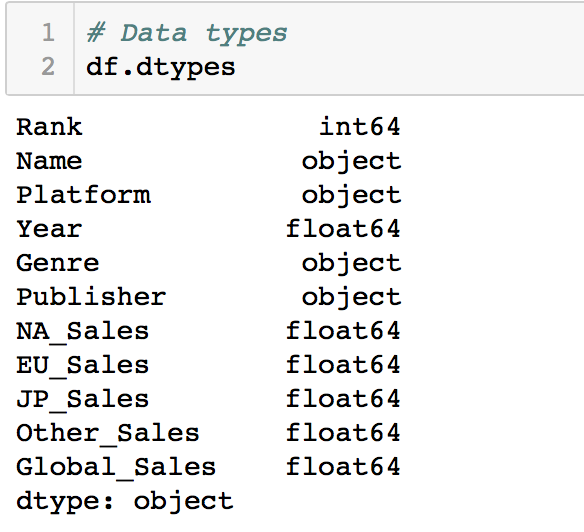 1 # Data types
2 df.dtypes
Rank int64
Name object
Platform object
Year float64
Genre object
Publisher object
NA_Sales float64
EU_Sales float64
JP_Sales float64
Other_Sales float64
Global_Sales float64
dtype: object